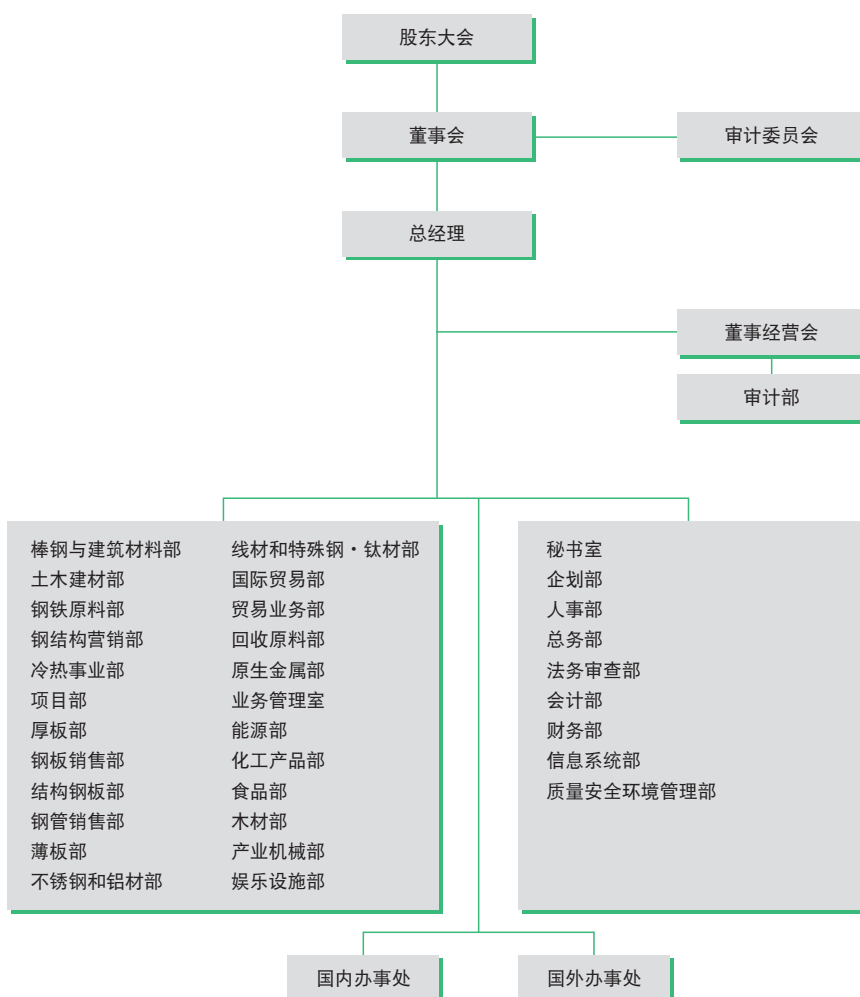 股东大会
董事会
审计委员会
总经理
董事经营会
审计部
棒钢与建筑材料部
土木建材部
钢铁原料部
钢结构营销部
冷热事业部
项目部
厚板部
钢板销售部
结构钢板部
钢管销售部
薄板部
不锈钢和铝材部
线材和特殊钢・钛材部
国际贸易部
贸易业务部
回收原料部
原生金属部
业务管理室
能源部
化工产品部
食品部
木材部
产业机械部
娱乐设施部
秘书室
企划部
人事部
总务部
法务审查部
会计部
财务部
信息系统部
质量安全环境管理部
国内办事处
国外办事处